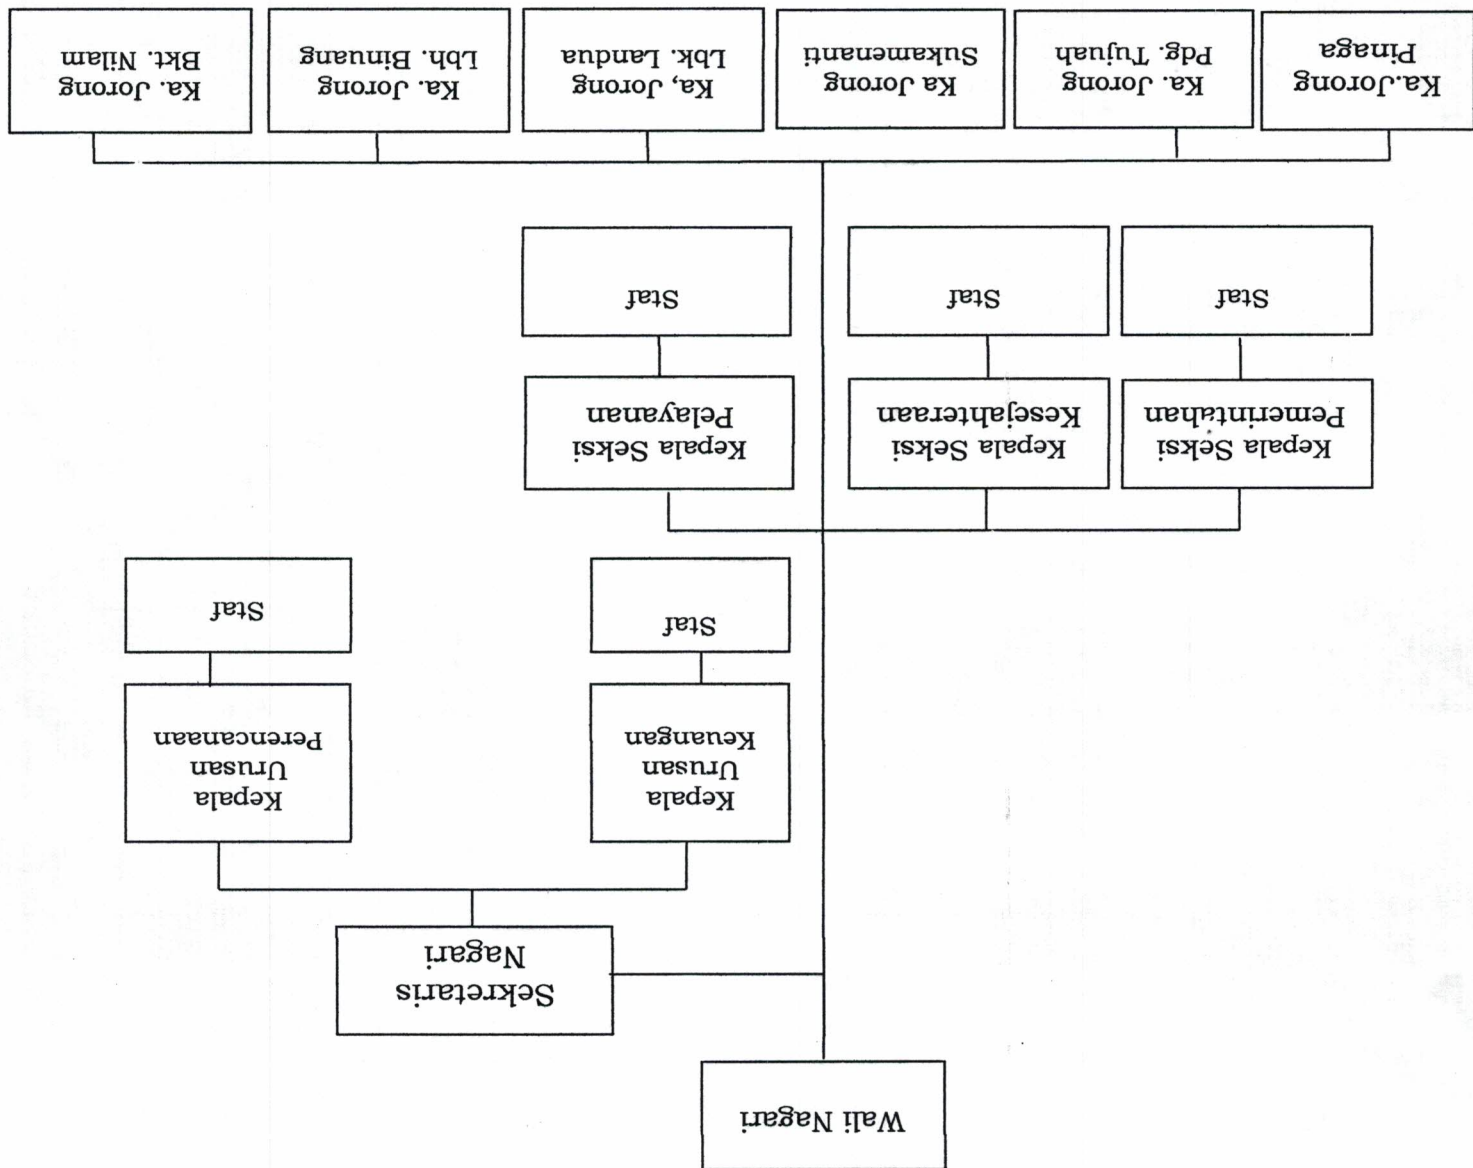 Wali Nagari
Sekretaris
Nagari
Kepala
Urusan
Keuangan
Kepala
Urusan
Perencanaan
Staf
Staf
Kepala Seksi
Pemerintahan
Kepala Seksi
Kesejahteraan
Kepala Seksi
Pelayanan
Staf
Staf
Staf
Ka.Jorong
Pinaga
Ka. Jorong
Pdg. Tujuah
Ka Jorong
Sukamenanti
Ka, Jorong
Lbk. Landua
Ka. Jorong
Lbh. Binuang
Ka. Jorong
Bkt. Nilam